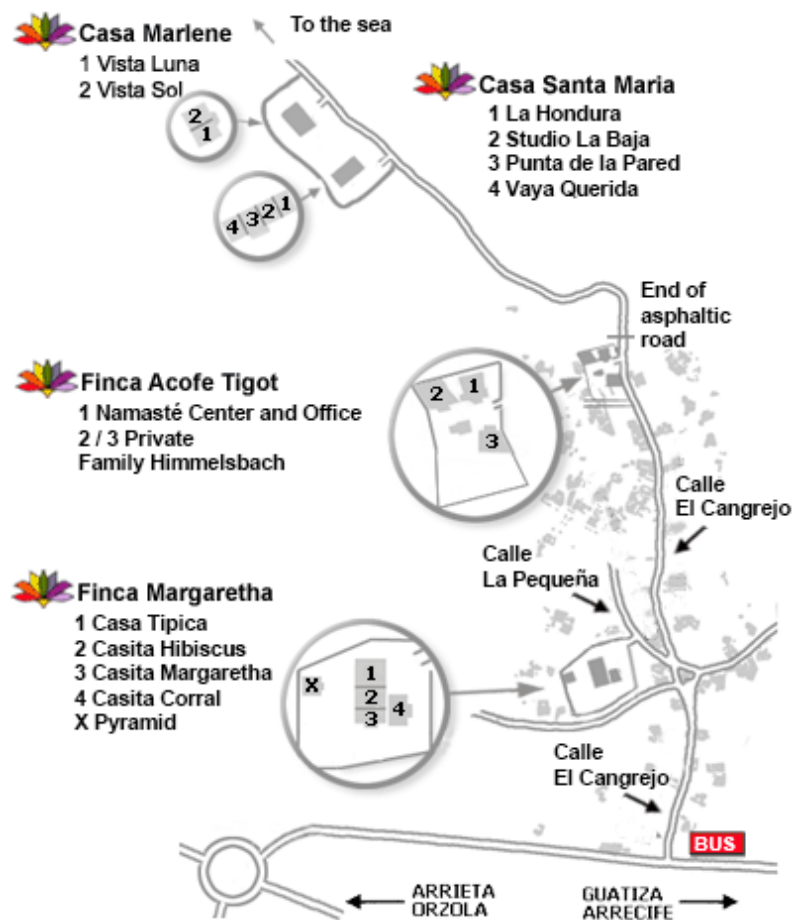 Casa Marlene
1 Vista Luna
2 Vista Sol
To the sea
Casa Santa Maria
1 La Hondura
2 Studio La Baja
3 Punta de la Pared
4 Vaya Querida
2
1
4 3 2 1
End of
asphaltic
road
Finca Acofe Tigot
1 Namasté Center and Office
2 / 3 Private
Family Himmelsbach
2 1
3
Calle
El Cangrejo
Calle
La Pequeña
Finca Margaretha
1 Casa Tipica
2 Casita Hibiscus
3 Casita Margaretha
4 Casita Corral
X Pyramid
X
1
2
3
4
Calle
El Cangrejo
BUS
ARRIETA
ORZOLA
GUATIZA
ARRECIFE